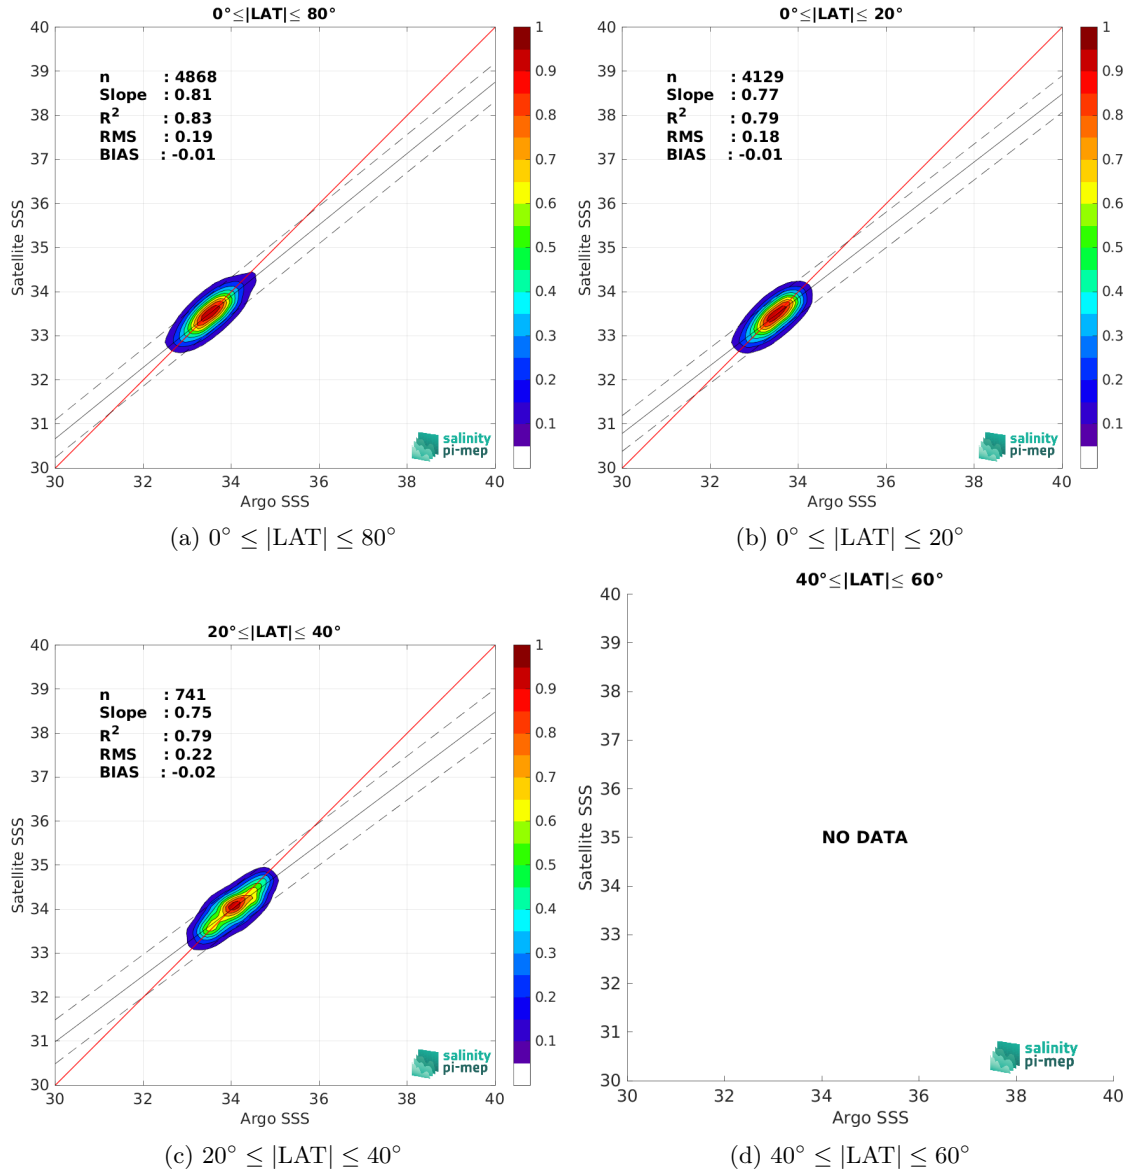 0°≤|LAT|≤ 80°
n : 4868
Slope : 0.81
R² : 0.83
RMS : 0.19
BIAS : -0.01
40
39
38
37
36
35
34
33
32
31
30
30 32 34 36 38 40
Satellite SSS
Argo SSS
1
0.9
0.8
0.7
0.6
0.5
0.4
0.3
0.2
0.1
salinity
pi-mep
(a) 0° ≤ |LAT| ≤ 80°
0°≤|LAT|≤ 20°
n : 4129
Slope : 0.77
R² : 0.79
RMS : 0.18
BIAS : -0.01
40
39
38
37
36
35
34
33
32
31
30
30 32 34 36 38 40
Satellite SSS
Argo SSS
1
0.9
0.8
0.7
0.6
0.5
0.4
0.3
0.2
0.1
salinity
pi-mep
(b) 0° ≤ |LAT| ≤ 20°
20°≤|LAT|≤ 40°
n : 741
Slope : 0.75
R² : 0.79
RMS : 0.22
BIAS : -0.02
40
39
38
37
36
35
34
33
32
31
30
30 32 34 36 38 40
Satellite SSS
Argo SSS
1
0.9
0.8
0.7
0.6
0.5
0.4
0.3
0.2
0.1
salinity
pi-mep
(c) 20° ≤ |LAT| ≤ 40°
40°≤|LAT|≤ 60°
40
39
38
37
36
35
34
33
32
31
30
30 32 34 36 38 40
Satellite SSS
Argo SSS
NO DATA
salinity
pi-mep
(d) 40° ≤ |LAT| ≤ 60°